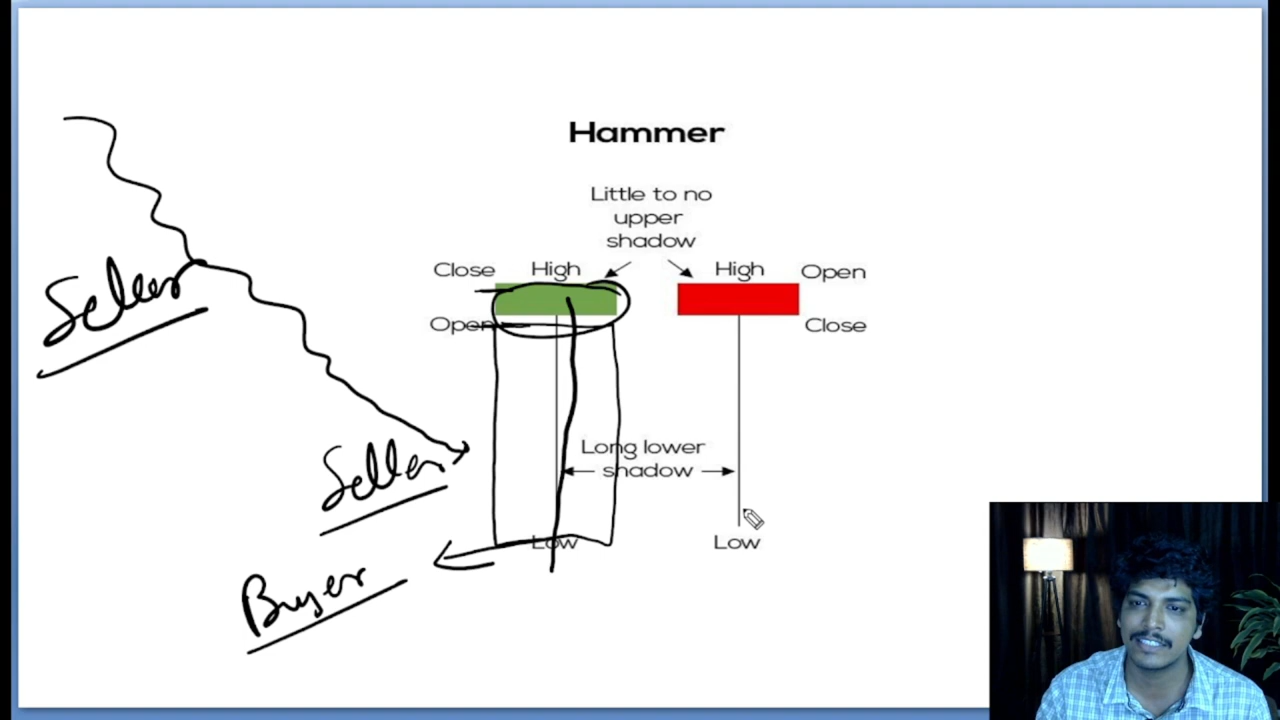 Hammer
Little to no
upper
shadow
Close High High Open
Open Close
Seller
Long lower
shadow
Seller
Low Low
Buyer